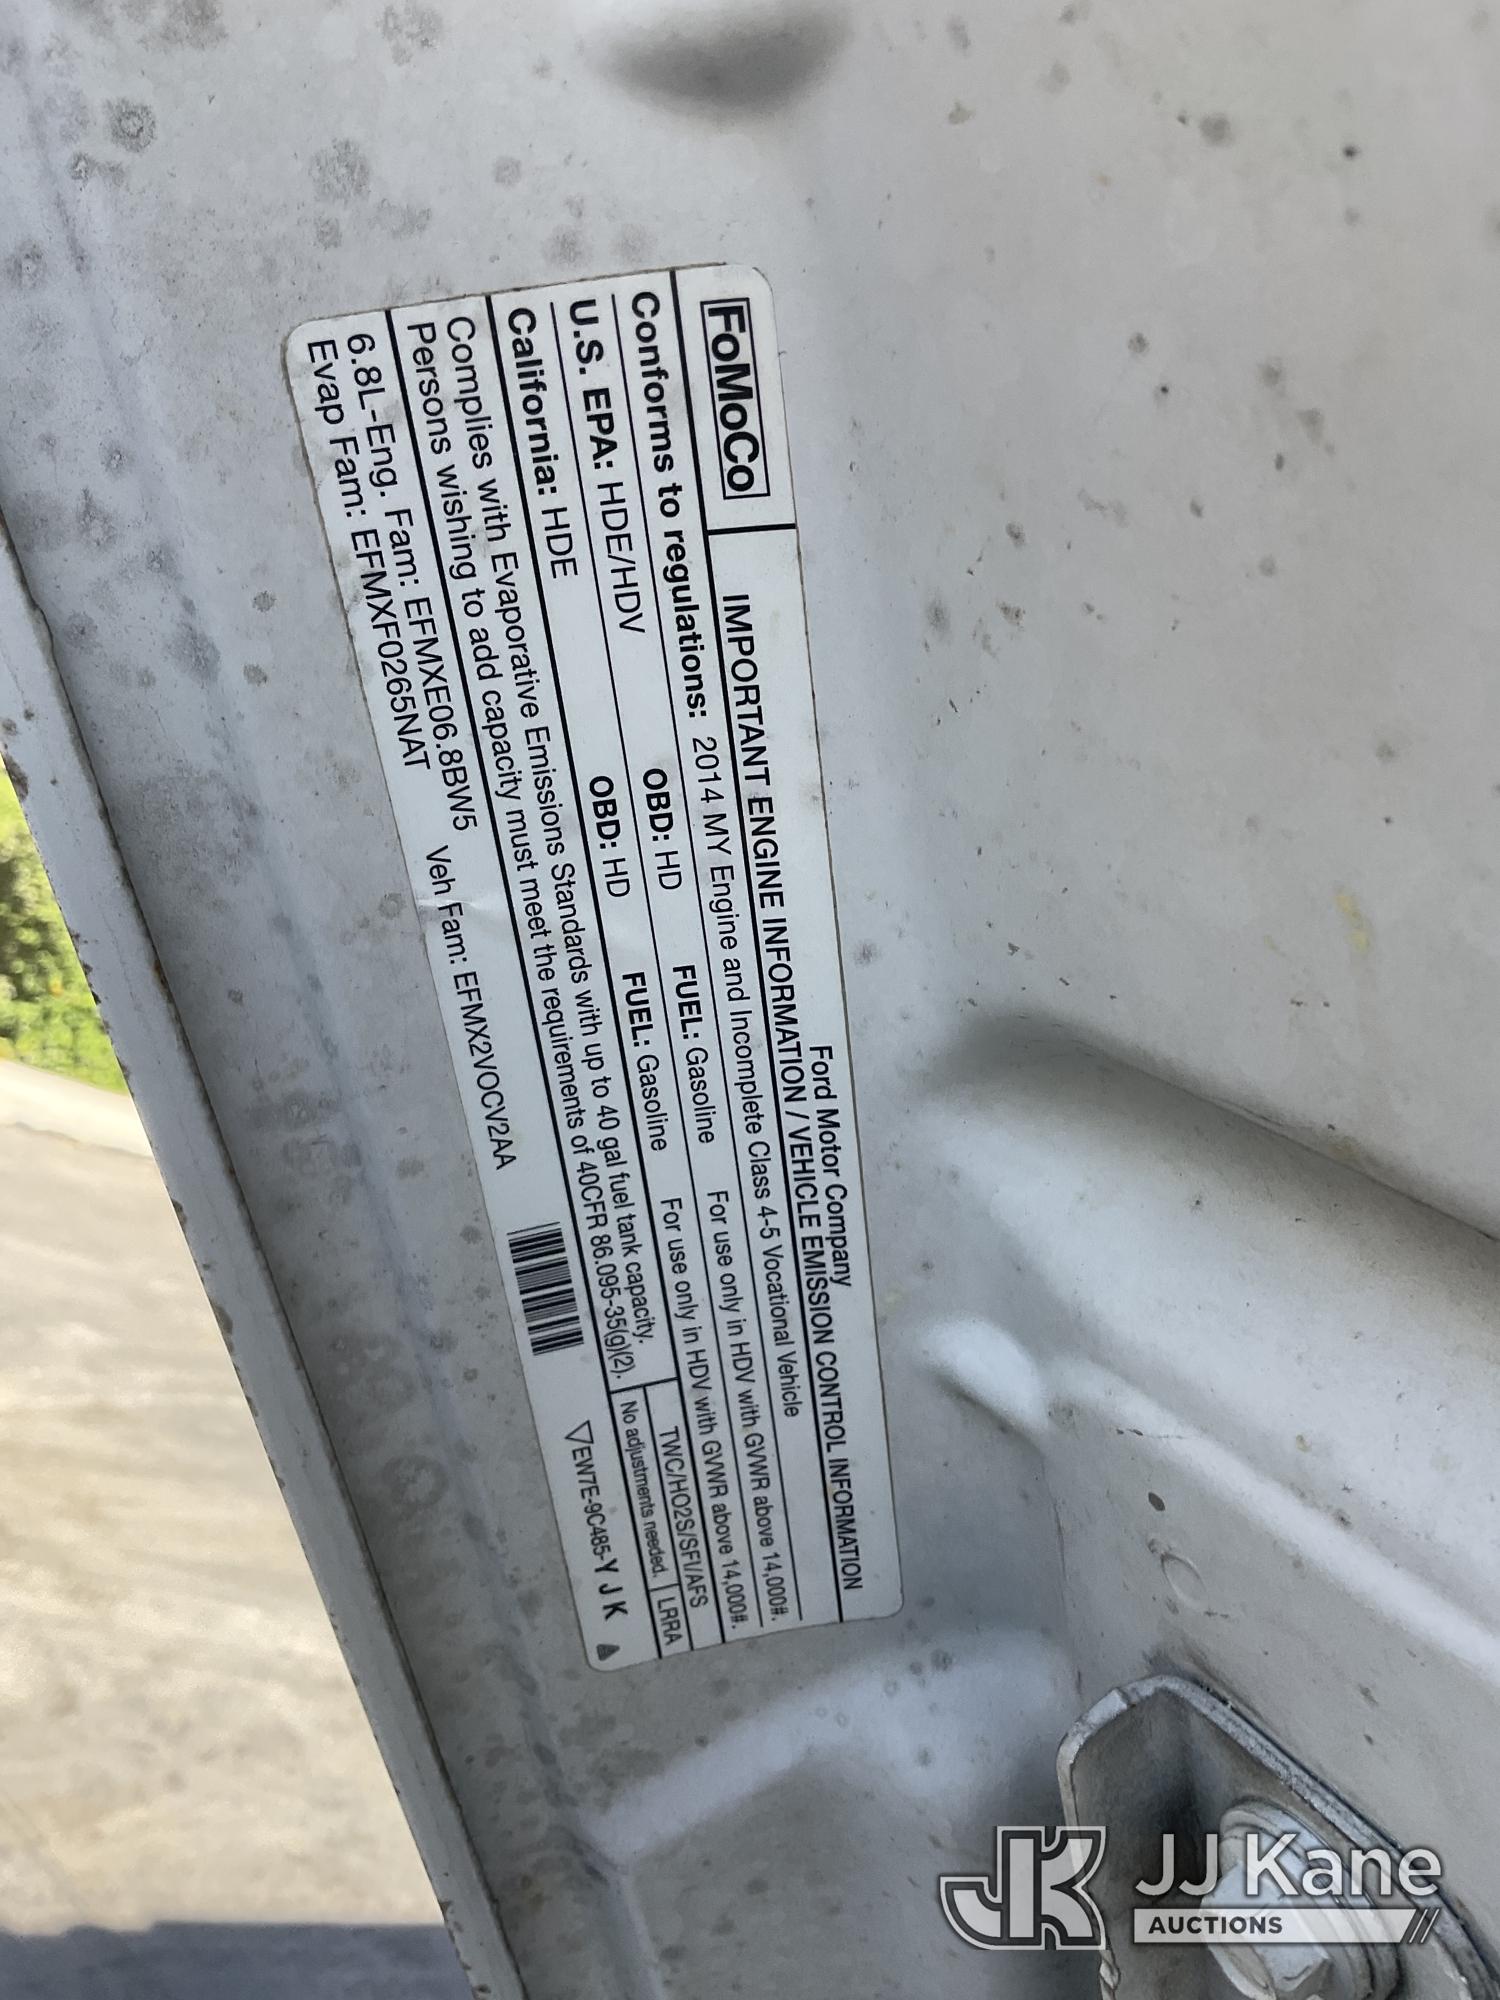 FoMoCo
Ford Motor Company
IMPORTANT ENGINE INFORMATION / VEHICLE EMISSION CONTROL INFORMATION
Conforms to regulations: 2014 MY Engine and Incomplete Class 4-5 Vocational Vehicle
U.S. EPA: HDE/HDV OBD: HD FUEL: Gasoline For use only in HDV with GVWR above 14,000#.
California: HDE OBD: HD FUEL: Gasoline For use only in HDV with GVWR above 14,000#.
Complies with Evaporative Emissions Standards with up to 40 gal fuel tank capacity.
Persons wishing to add capacity must meet the requirements of 40CFR 86.095-35(g)(2).
TWC/HO2S/SFI/AFS
No adjustments needed. LRRA
6.8L-Eng. Fam: EFMXE06.8BW5 Veh Fam: EFMX2VOCV2AA
Evap Fam: EFMXF0265NAT
EW7E-9C485-Y J K
JK
JJ Kane
AUCTIONS